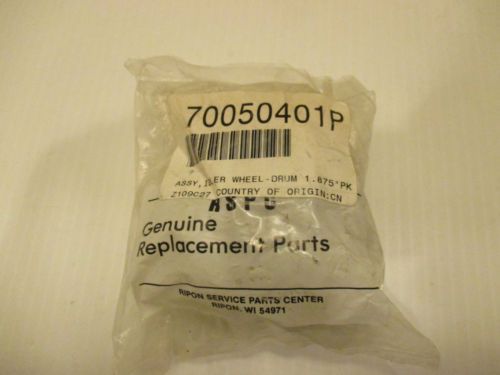 70050401P
ASSY, IDLER WHEEL-DRUM 1.875"PK
Z109C27 COUNTRY OF ORIGIN:CN
Genuine
Replacement Parts
RIPON SERVICE PARTS CENTER
RIPON, WI 54971